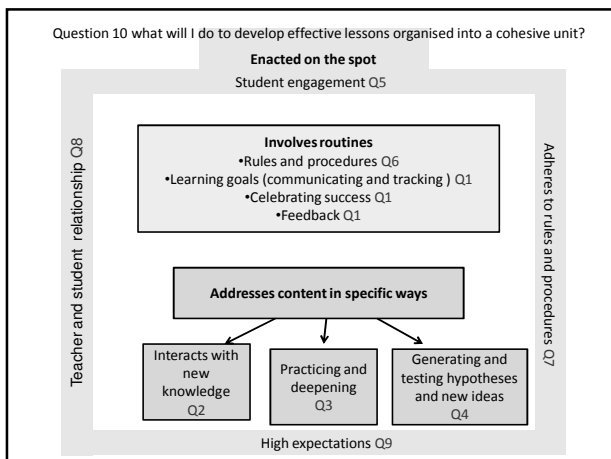 Question 10 what will I do to develop effective lessons organised into a cohesive unit?
Enacted on the spot
Student engagement Q5
Teacher and student relationship Q8
Involves routines
•Rules and procedures Q6
•Learning goals (communicating and tracking ) Q1
•Celebrating success Q1
•Feedback Q1
Adheres to rules and procedures Q7
Addresses content in specific ways
Interacts with
new
knowledge
Q2
Practicing and
deepening
Q3
Generating and
testing hypotheses
and new ideas
Q4
High expectations Q9